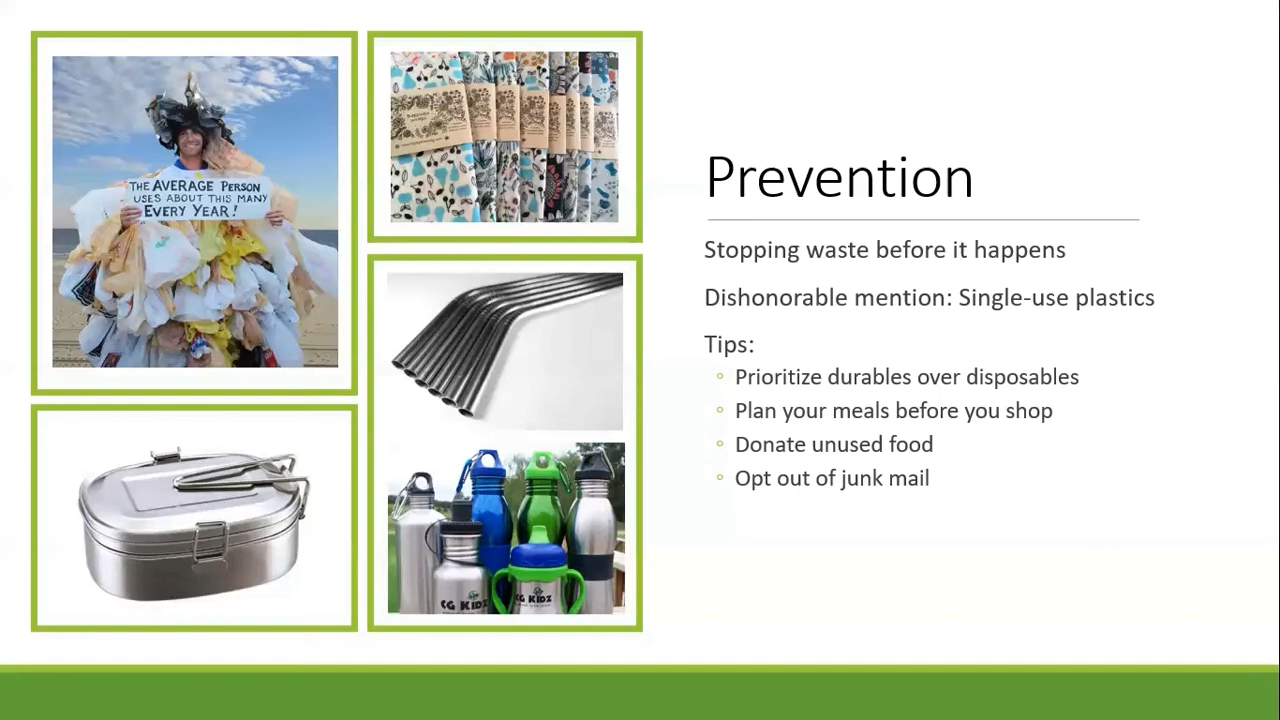 THE AVERAGE PERSON
USES ABOUT THIS MANY
EVERY YEAR!
CG KIDZ
CG KIDZ
Prevention
Stopping waste before it happens
Dishonorable mention: Single-use plastics
Tips:
Prioritize durables over disposables
Plan your meals before you shop
Donate unused food
Opt out of junk mail